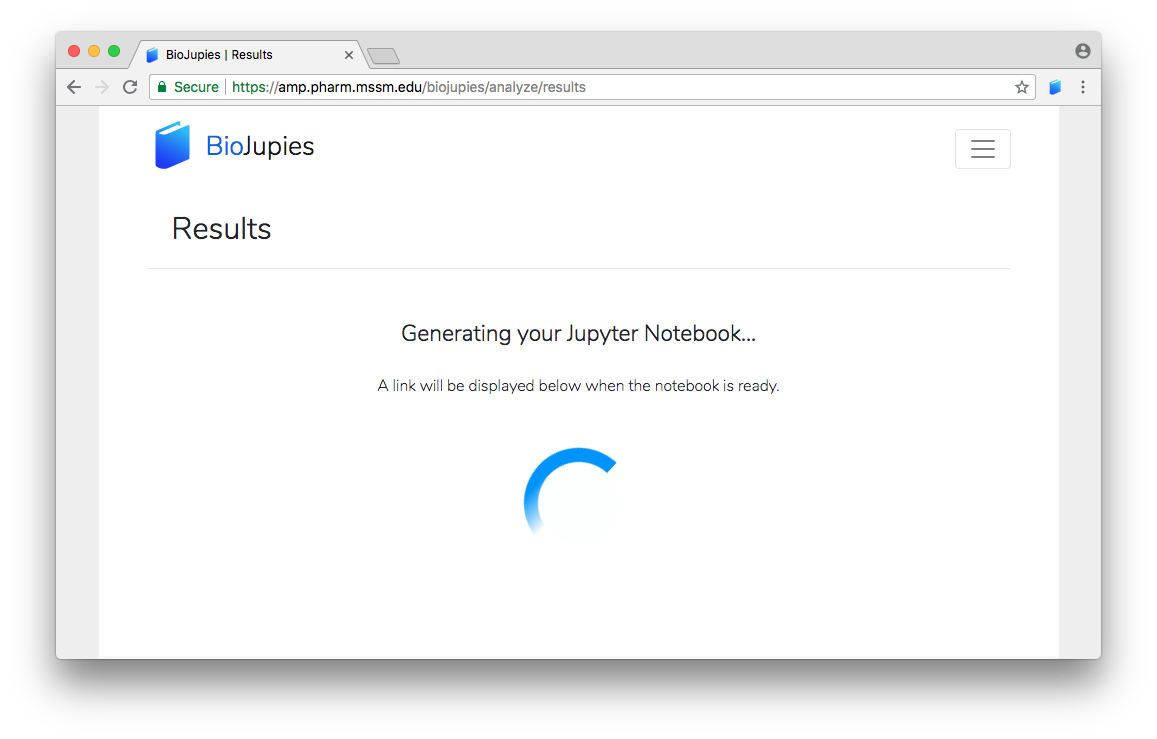 BioJupies | Results
Secure https://amp.pharm.mssm.edu/biojupies/analyze/results
BioJupies
Results
Generating your Jupyter Notebook...
A link will be displayed below when the notebook is ready.